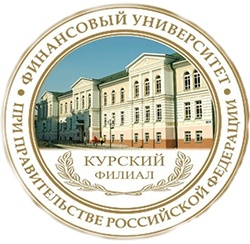 • ФИНАНСОВЫЙ УНИВЕРСИТЕТ •
ПРИ ПРАВИТЕЛЬСТВЕ РОССИЙСКОЙ ФЕДЕРАЦИИ
КУРСКИЙ
ФИЛИАЛ